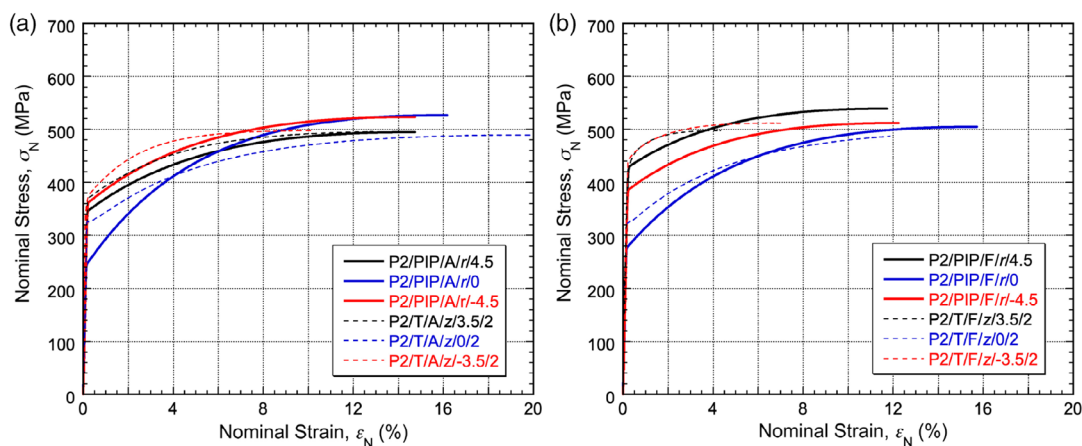 (a)
Nominal Stress, σN (MPa)
700
600
500
400
300
200
100
0
P2/PIP/A/r/4.5
P2/PIP/A/r/0
P2/PIP/A/r/-4.5
P2/T/A/z/3.5/2
P2/T/A/z/0/2
P2/T/A/z/-3.5/2
0 4 8 12 16 20
Nominal Strain, εN (%)
(b)
Nominal Stress, σN (MPa)
700
600
500
400
300
200
100
0
P2/PIP/F/r/4.5
P2/PIP/F/r/0
P2/PIP/F/r/-4.5
P2/T/F/z/3.5/2
P2/T/F/z/0/2
P2/T/F/z/-3.5/2
0 4 8 12 16 20
Nominal Strain, εN (%)